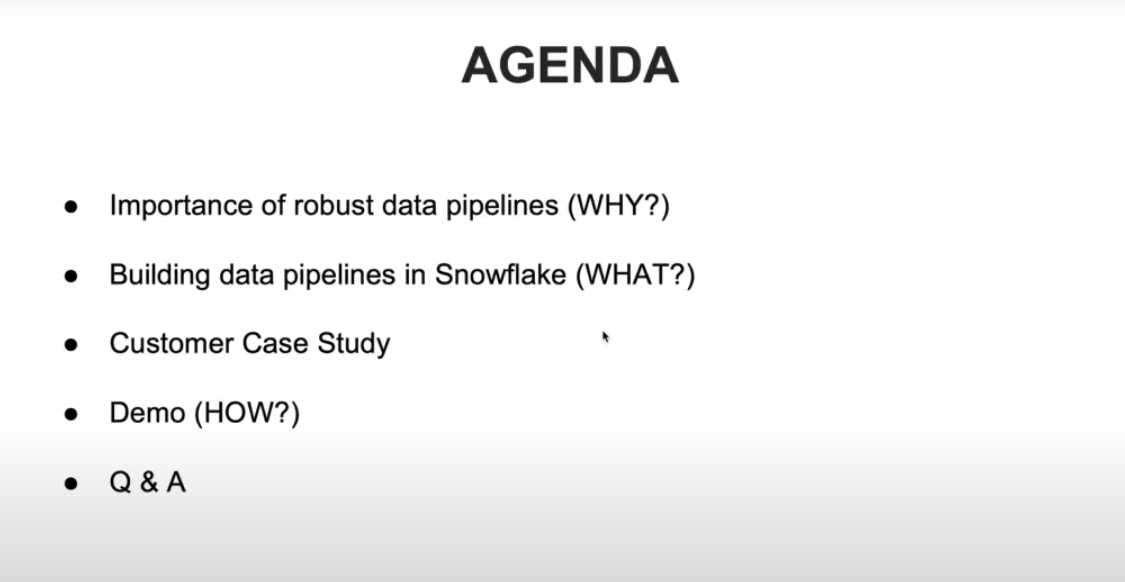 AGENDA
● Importance of robust data pipelines (WHY?)
● Building data pipelines in Snowflake (WHAT?)
● Customer Case Study
● Demo (HOW?)
● Q & A